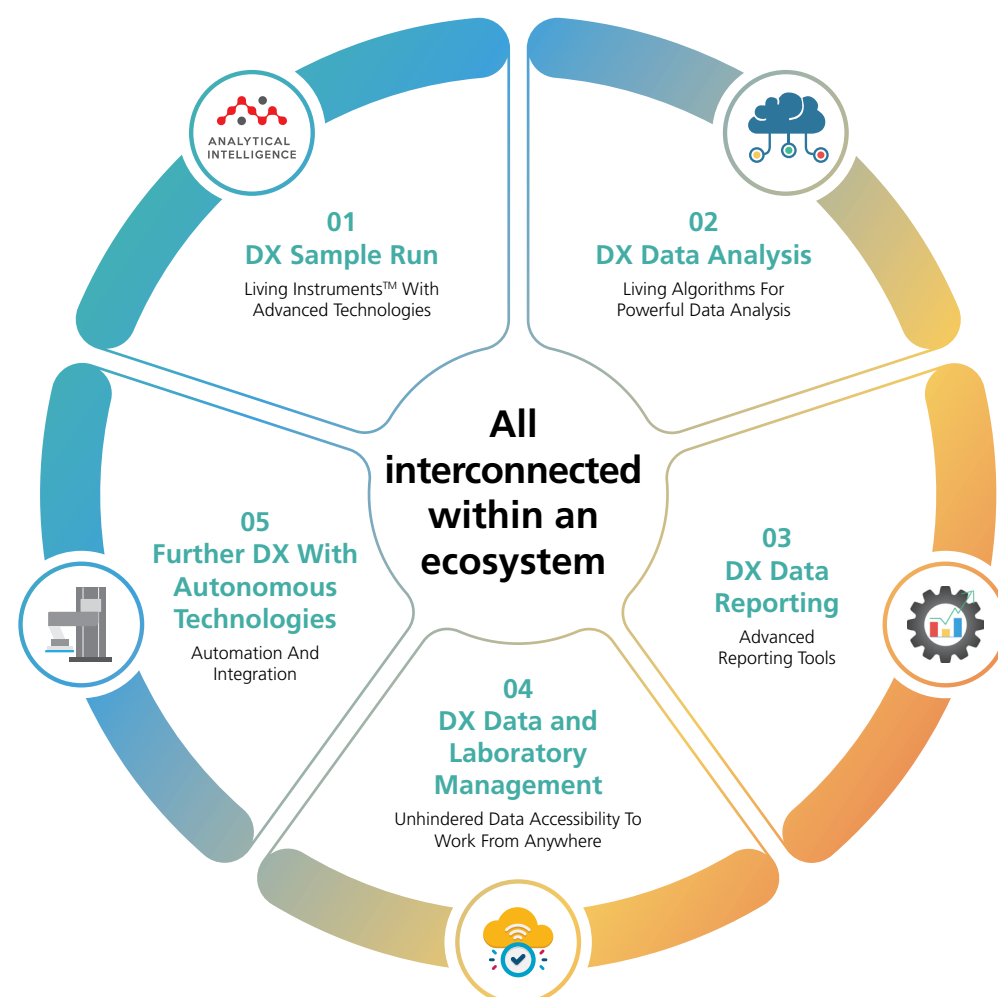 ANALYTICAL
INTELLIGENCE
01
DX Sample Run
Living Instruments™ With
Advanced Technologies
02
DX Data Analysis
Living Algorithms For
Powerful Data Analysis
All
interconnected
within an
ecosystem
03
DX Data
Reporting
Advanced
Reporting Tools
04
DX Data and
Laboratory
Management
Unhindered Data Accessibility To
Work From Anywhere
05
Further DX With
Autonomous
Technologies
Automation And
Integration